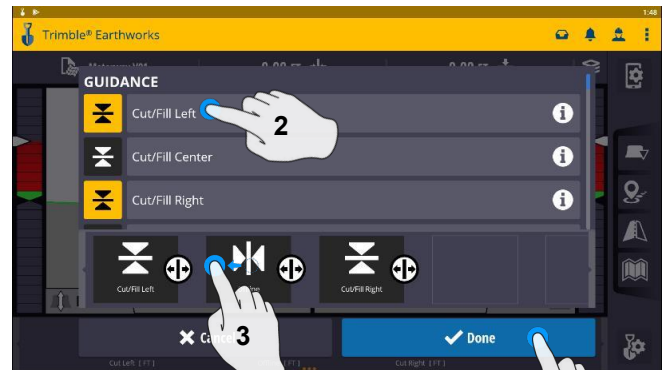 1:48
Trimble® Earthworks
GUIDANCE
Cut/Fill Left
2
Cut/Fill Center
Cut/Fill Right
Cut/Fill Left
Cut/Fill Right
3
Done
Cut Left [FT]
Cut Right [FT]